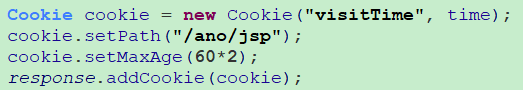 Cookie cookie = new Cookie("visitTime", time);
cookie.setPath("/ano/jsp");
cookie.setMaxAge(60*2);
response.addCookie(cookie);